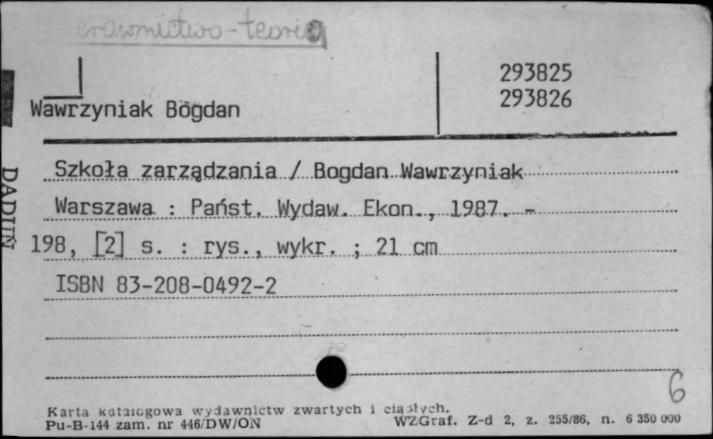 kierownictwo - teoria
293825
293826
Wawrzyniak Bogdan
Szkoła zarządzania / Bogdan Wawrzyniak
Warszawa : Państ. Wydaw. Ekon., 1987. -
198, [2] s. : rys., wykr. ; 21 cm
ISBN 83-208-0492-2
6
Karta katalogowa wydawnictw zwartych i ciągłych.
Pu-B-144 zam. nr 446/DW/ON
WZGraf. Z-d 2, z. 255/86, n. 6 350 000